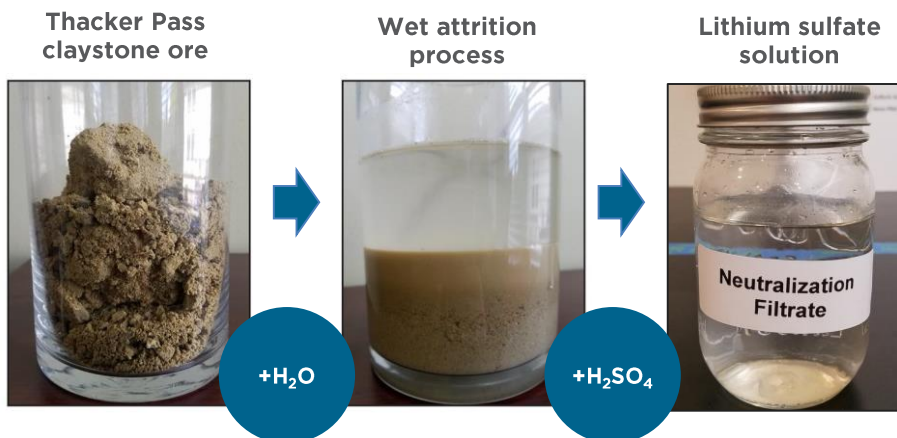 Thacker Pass
claystone ore
Wet attrition
process
Lithium sulfate
solution
Neutralization
Filtrate
+H₂O
+H₂SO₄